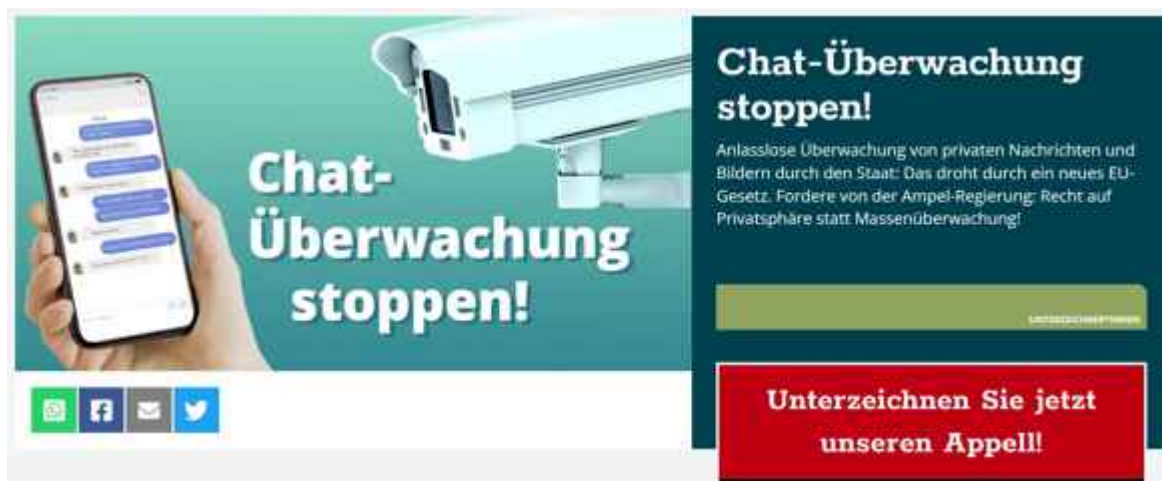 Chat-
Überwachung
stoppen!
Chat-Überwachung
stoppen!
Anlasslose Überwachung von privaten Nachrichten und
Bildern durch den Staat: Das droht durch ein neues EU-
Gesetz. Fordere von der Ampel-Regierung: Recht auf
Privatsphäre statt Massenüberwachung!
UNTERZEICHNER*INNEN
Unterzeichnen Sie jetzt
unseren Appell!